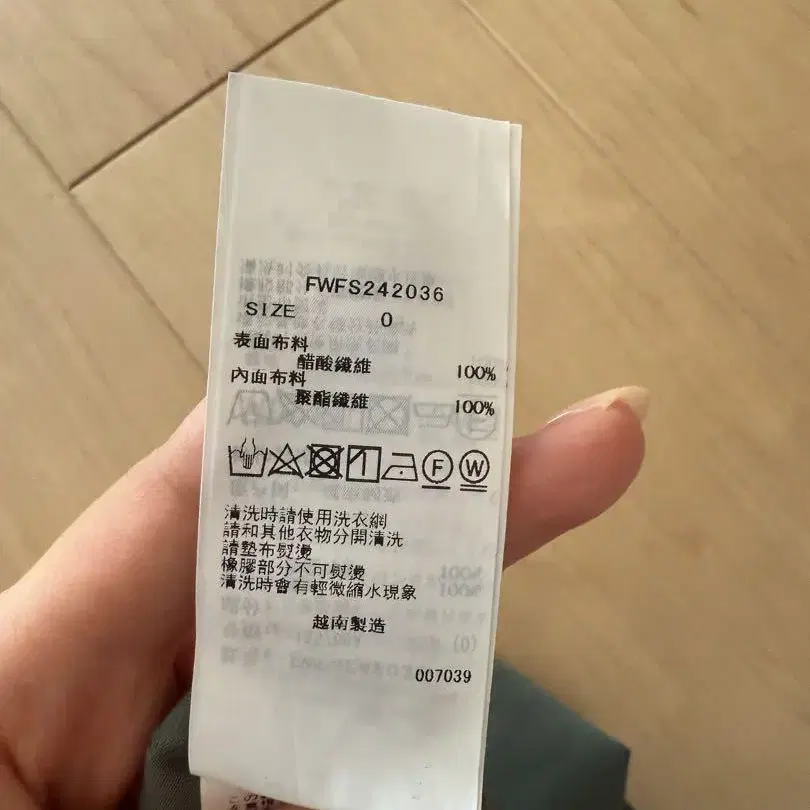 FWFS242036
SIZE 0
表面布料
醋酸纖維 100%
內面布料
聚酯纖維 100%
F W
清洗時請使用洗衣網
請和其他衣物分開清洗
請墊布熨燙
橡膠部分不可熨燙
清洗時會有輕微縮水現象
越南製造
007039